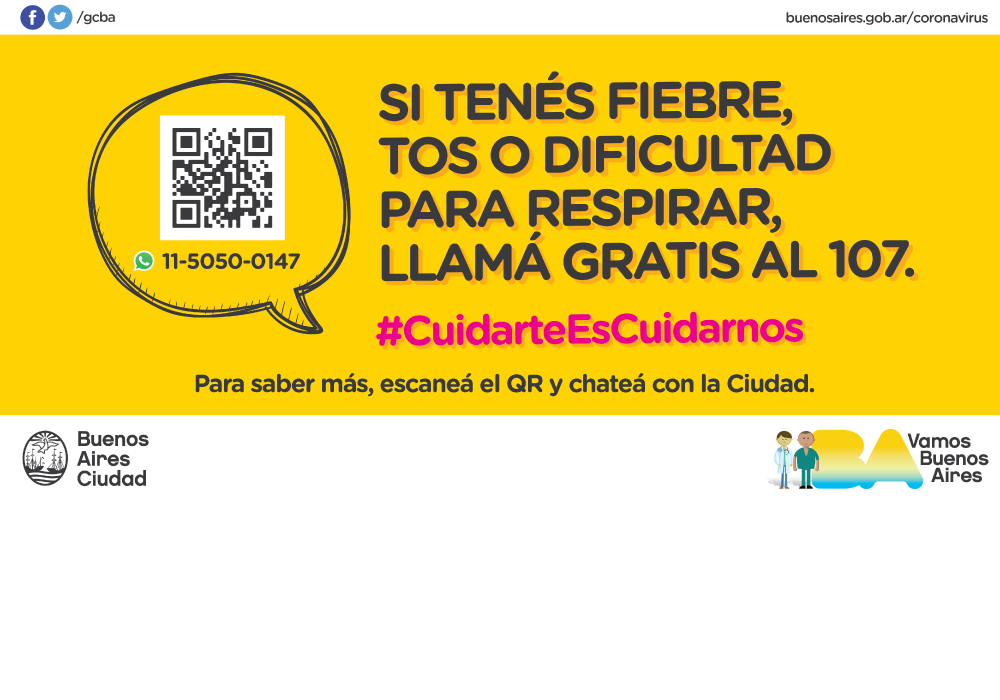 /gcba
buenosaires.gob.ar/coronavirus
SI TENÉS FIEBRE,
TOS O DIFICULTAD
PARA RESPIRAR,
LLAMÁ GRATIS AL 107.
11-5050-0147
#CuidarteEsCuidarnos
Para saber más, escaneá el QR y chateá con la Ciudad.
Buenos
Aires
Ciudad
BA
Vamos
Buenos
Aires